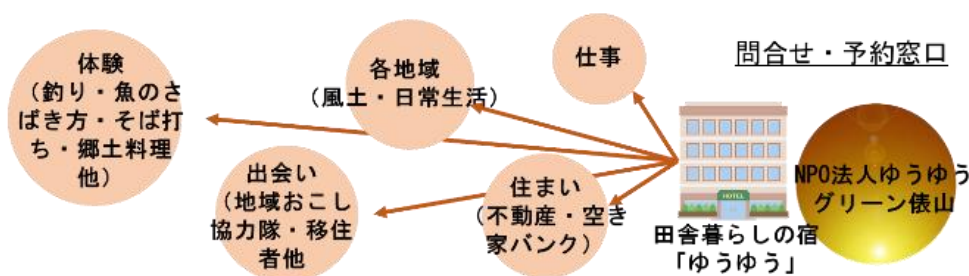 体験
（釣り・魚のさ
ばき方・そば打
ち・郷土料理
他）
各地域
（風土・日常生活）
仕事
出会い
（地域おこし
協力隊・移住
者他
住まい
（不動産・空き
家バンク）
問合せ・予約窓口
HOTEL
田舎暮らしの宿
「ゆうゆう」
NPO法人ゆうゆう
グリーン俵山